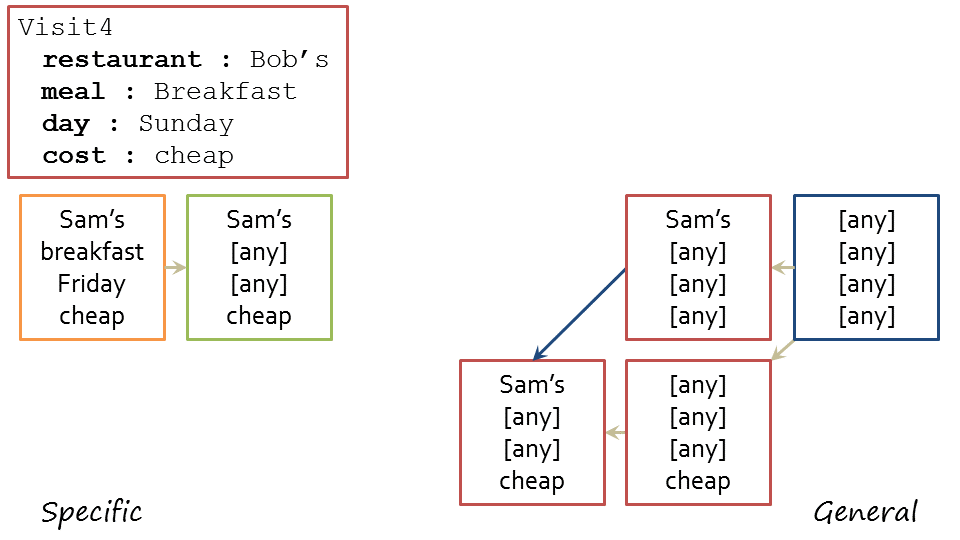 Visit4
restaurant : Bob’s
meal : Breakfast
day : Sunday
cost : cheap
Sam’s
breakfast
Friday
cheap
Sam’s
[any]
[any]
cheap
Sam’s
[any]
[any]
[any]
[any]
[any]
[any]
[any]
Sam’s
[any]
[any]
cheap
[any]
[any]
[any]
cheap
Specific
General